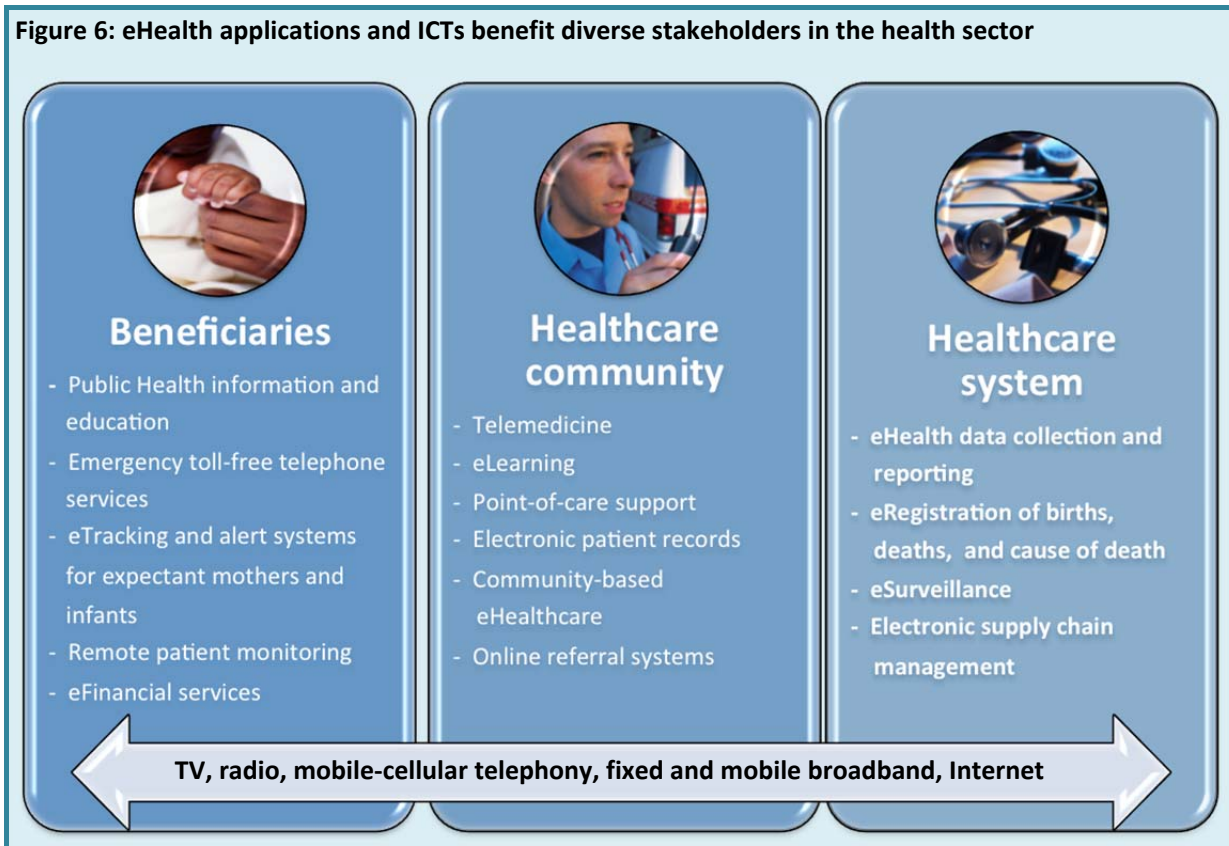 Figure 6: eHealth applications and ICTs benefit diverse stakeholders in the health sector
Beneficiaries
- Public Health information and
education
- Emergency toll-free telephone
services
- eTracking and alert systems
for expectant mothers and
infants
- Remote patient monitoring
- eFinancial services
Healthcare
community
- Telemedicine
- eLearning
- Point-of-care support
- Electronic patient records
- Community-based
eHealthcare
- Online referral systems
Healthcare
system
- eHealth data collection and
reporting
- eRegistration of births,
deaths, and cause of death
- eSurveillance
- Electronic supply chain
management
TV, radio, mobile-cellular telephony, fixed and mobile broadband, Internet